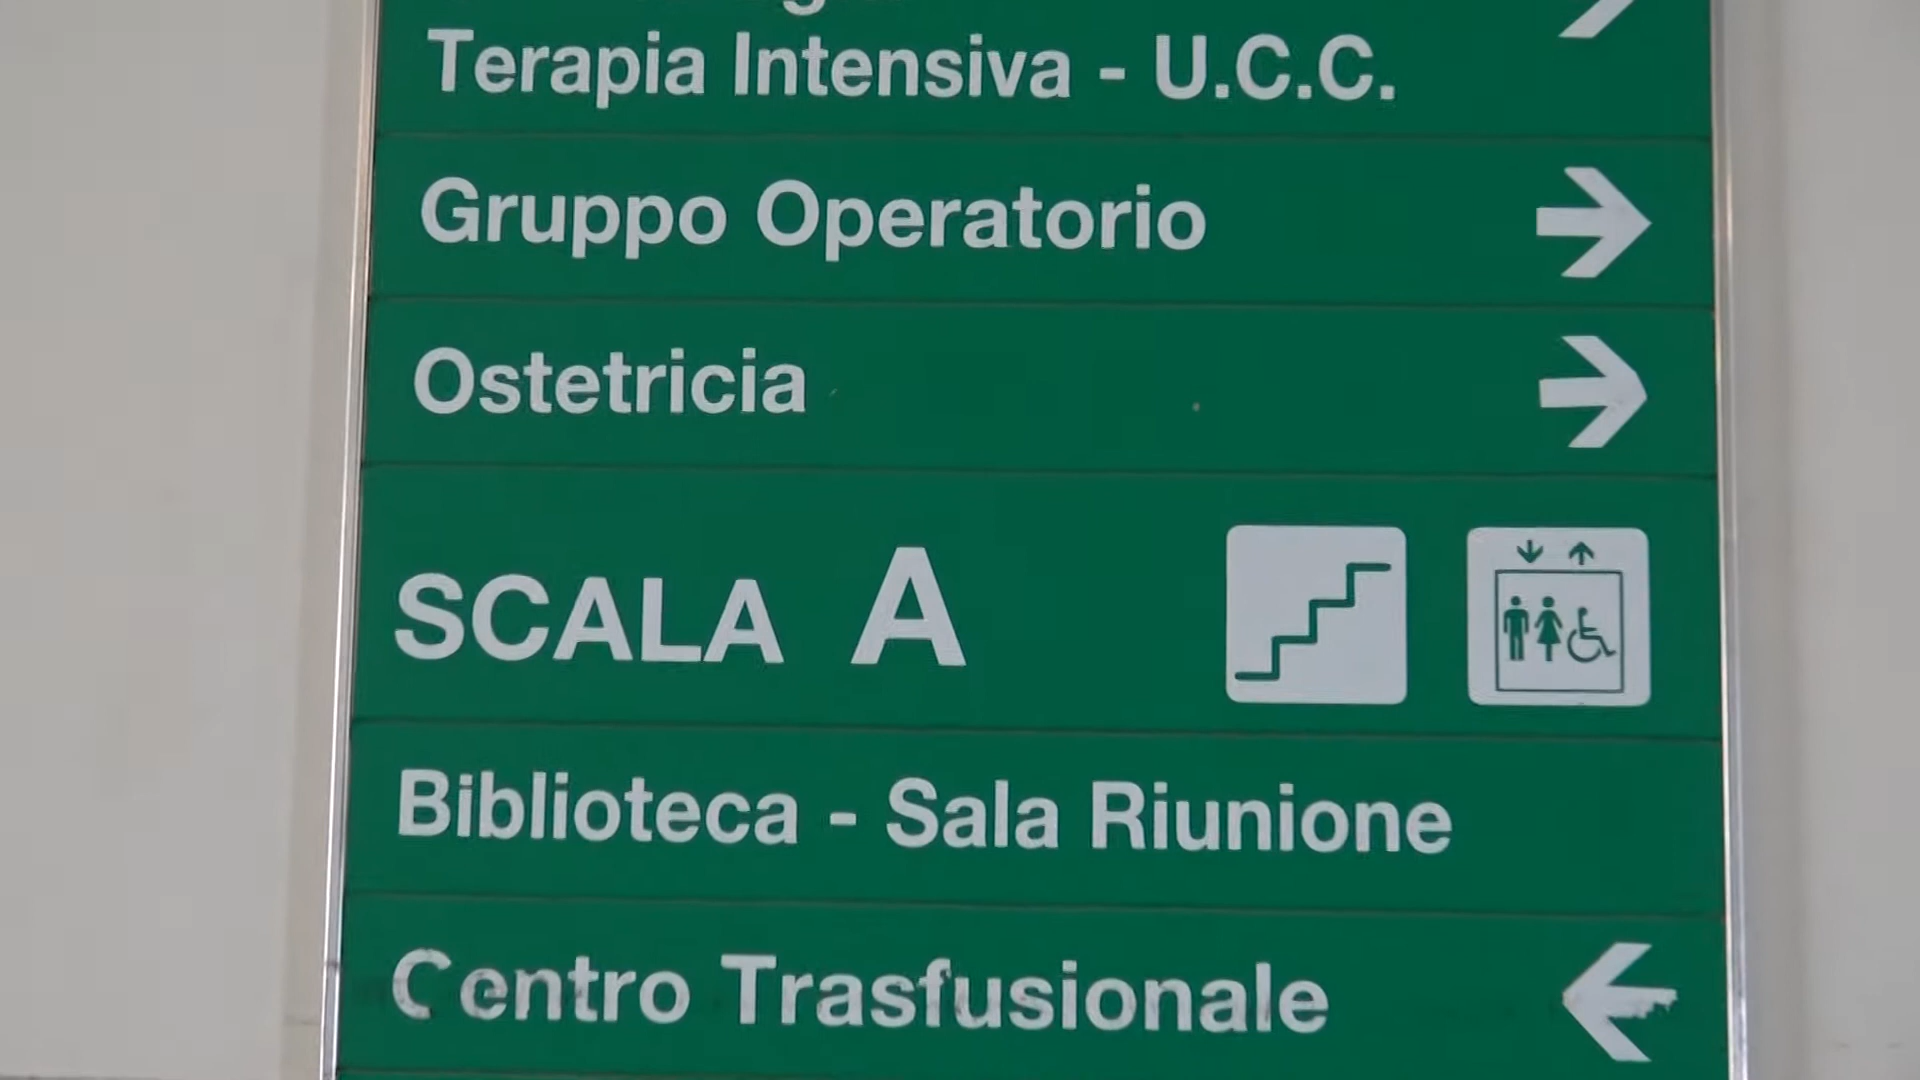 Terapia Intensiva - U.C.C.
Gruppo Operatorio
Ostetricia
SCALA A
Biblioteca - Sala Riunione
Centro Trasfusionale